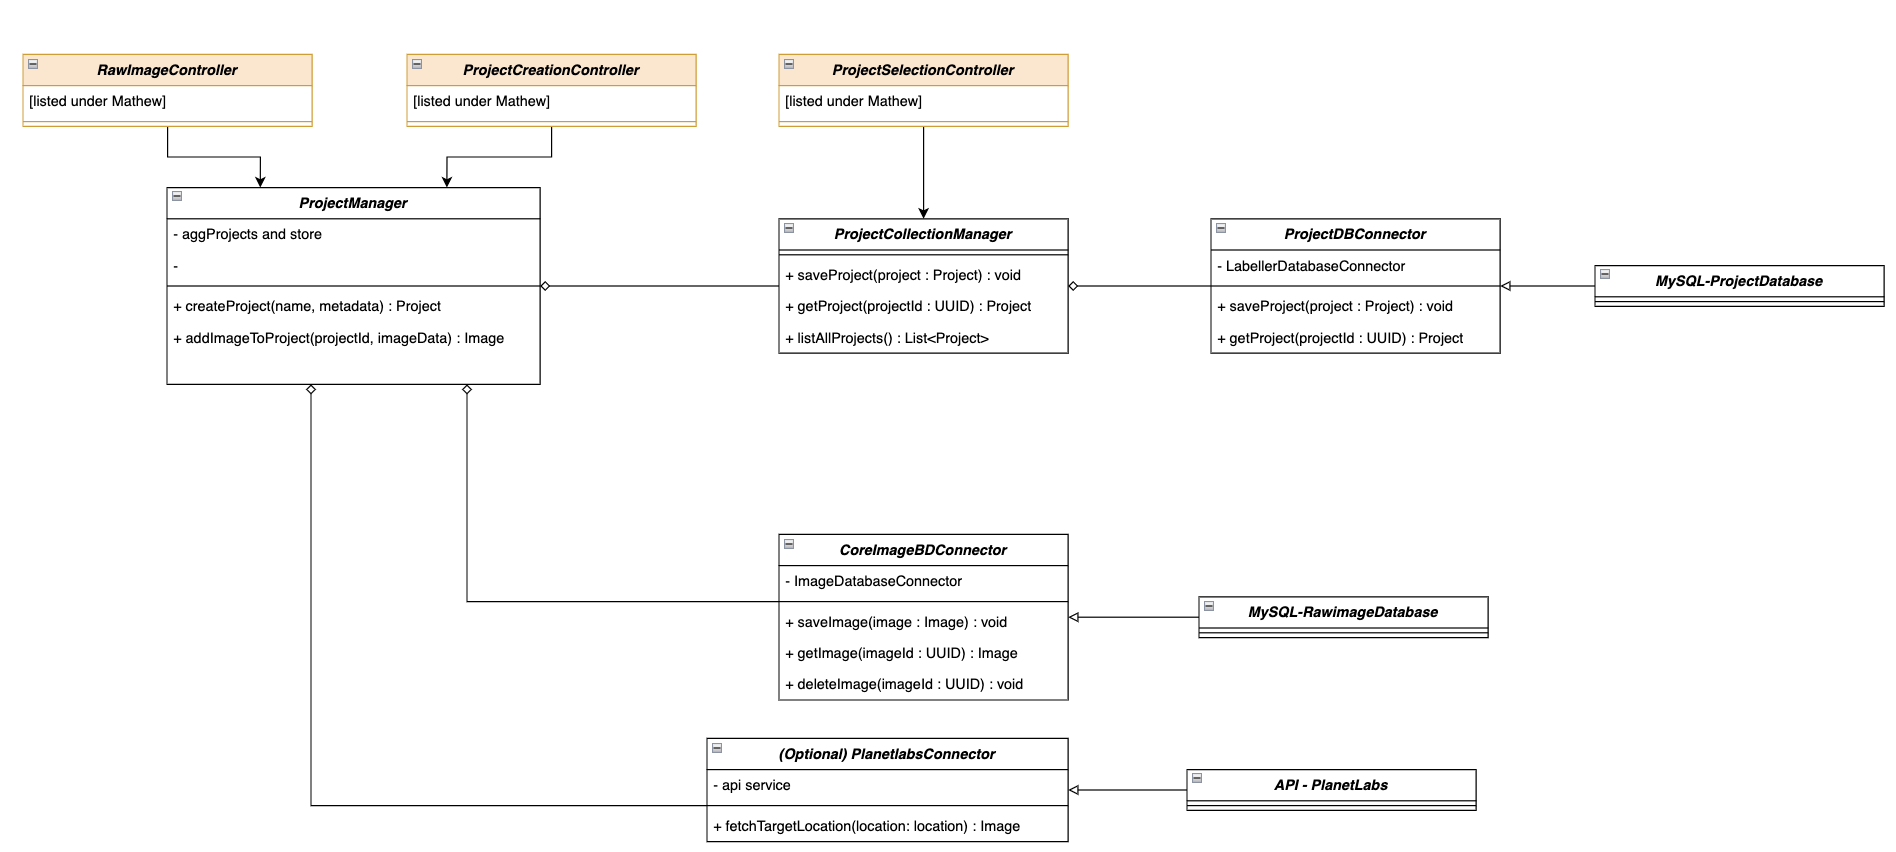 RawImageController
[listed under Mathew]
ProjectCreationController
[listed under Mathew]
ProjectSelectionController
[listed under Mathew]
ProjectManager
- aggProjects and store
-
+ createProject(name, metadata) : Project
+ addImageToProject(projectId, imageData) : Image
ProjectCollectionManager
+ saveProject(project : Project) : void
+ getProject(projectId : UUID) : Project
+ listAllProjects() : List<Project>
ProjectDBConnector
- LabellerDatabaseConnector
+ saveProject(project : Project) : void
+ getProject(projectId : UUID) : Project
MySQL-ProjectDatabase
CoreImageBDConnector
- ImageDatabaseConnector
+ saveImage(image : Image) : void
+ getImage(imageId : UUID) : Image
+ deleteImage(imageId : UUID) : void
MySQL-RawimageDatabase
(Optional) PlanetlabsConnector
- api service
+ fetchTargetLocation(location: location) : Image
API - PlanetLabs